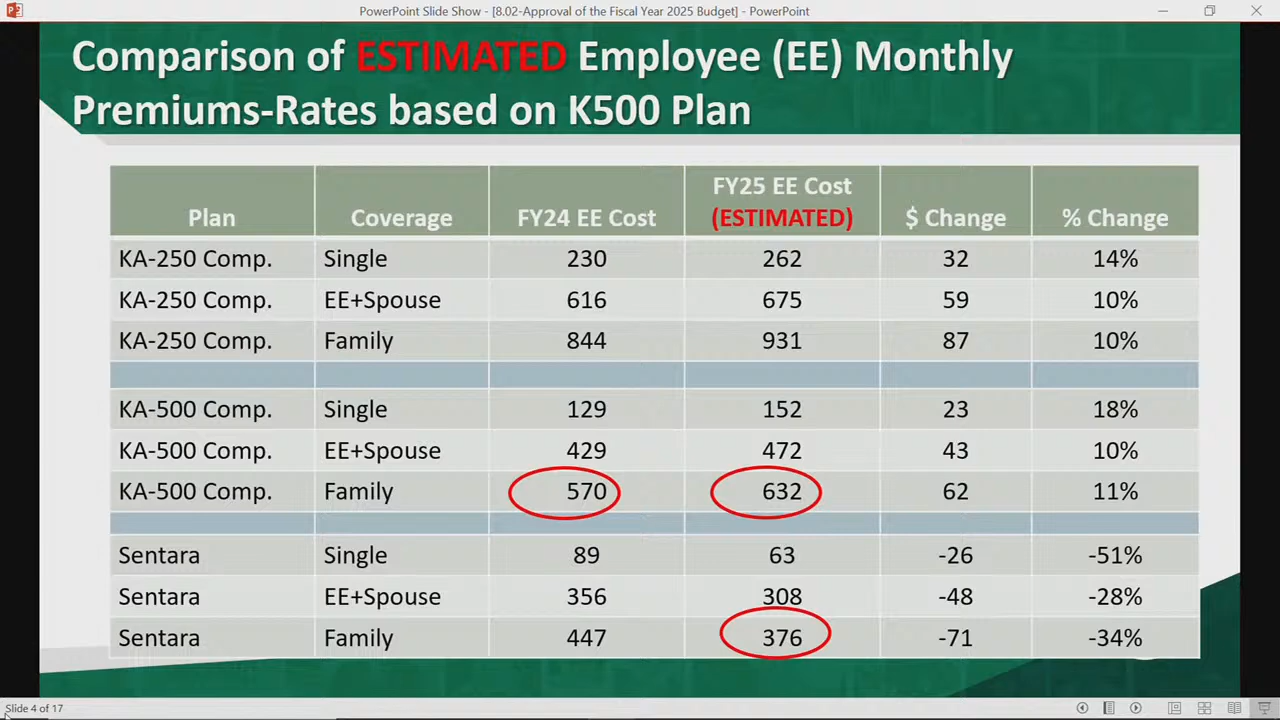 PowerPoint Slide Show - [8.02-Approval of the Fiscal Year 2025 Budget] - PowerPoint
Comparison of ESTIMATED Employee (EE) Monthly
Premiums-Rates based on K500 Plan
Plan Coverage FY24 EE Cost FY25 EE Cost (ESTIMATED) $ Change % Change
KA-250 Comp. Single 230 262 32 14%
KA-250 Comp. EE+Spouse 616 675 59 10%
KA-250 Comp. Family 844 931 87 10%
KA-500 Comp. Single 129 152 23 18%
KA-500 Comp. EE+Spouse 429 472 43 10%
KA-500 Comp. Family 570 632 62 11%
Sentara Single 89 63 -26 -51%
Sentara EE+Spouse 356 308 -48 -28%
Sentara Family 447 376 -71 -34%
Slide 4 of 17